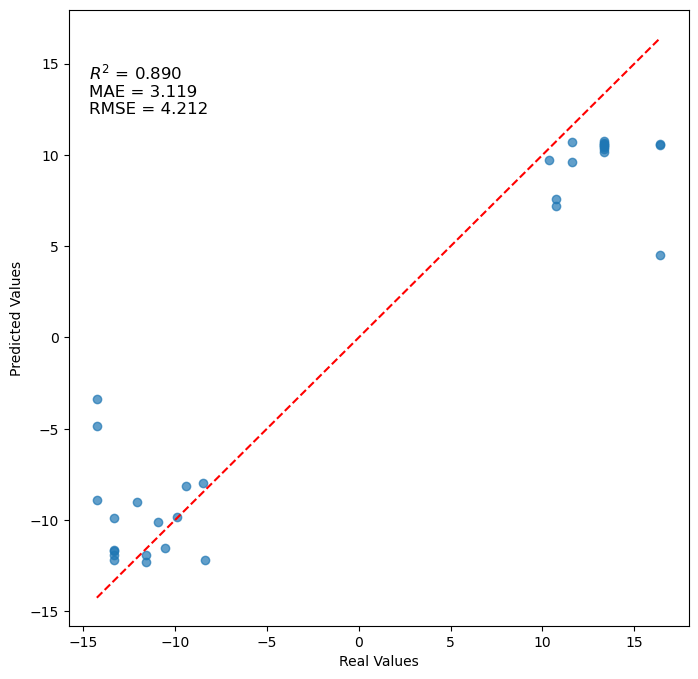 R² = 0.890
MAE = 3.119
RMSE = 4.212
15
10
5
0
−5
−10
−15
Predicted Values
−15
−10
−5
0
5
10
15
Real Values